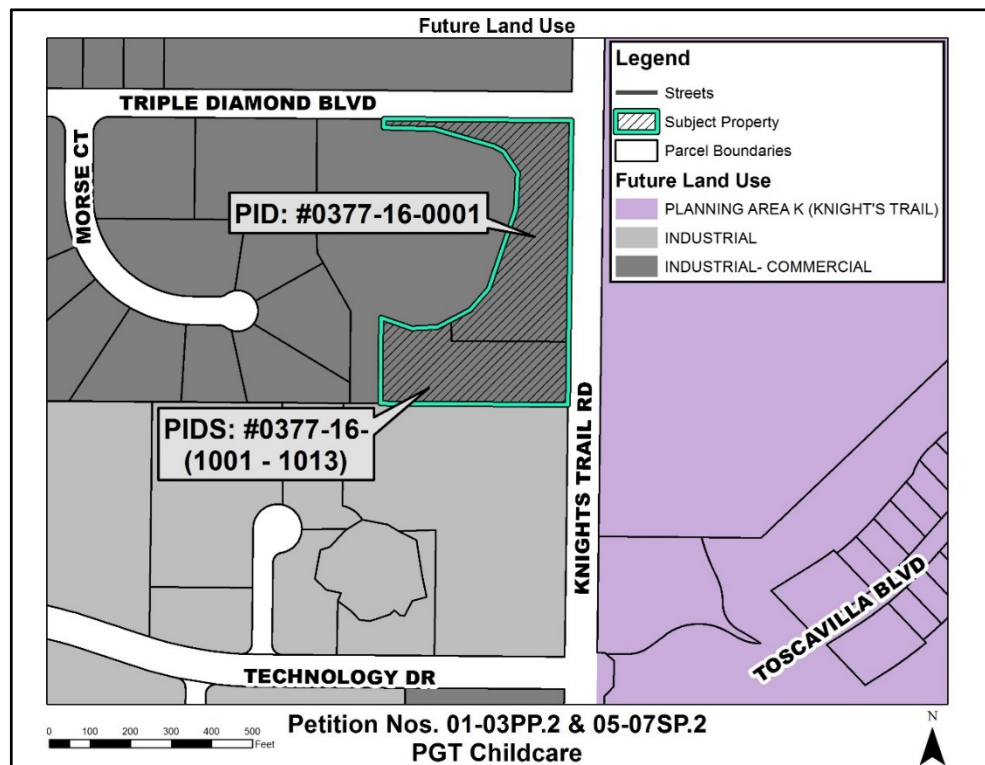 Future Land Use
TRIPLE DIAMOND BLVD
MORSE CT
PID: #0377-16-0001
PIDS: #0377-16-
(1001 - 1013)
KNIGHTS TRAIL RD
TECHNOLOGY DR
TOSCAVILLA BLVD
Legend
Streets
Subject Property
Parcel Boundaries
Future Land Use
PLANNING AREA K (KNIGHT'S TRAIL)
INDUSTRIAL
INDUSTRIAL- COMMERCIAL
0 100 200 300 400 500
Feet
Petition Nos. 01-03PP.2 & 05-07SP.2
PGT Childcare
N